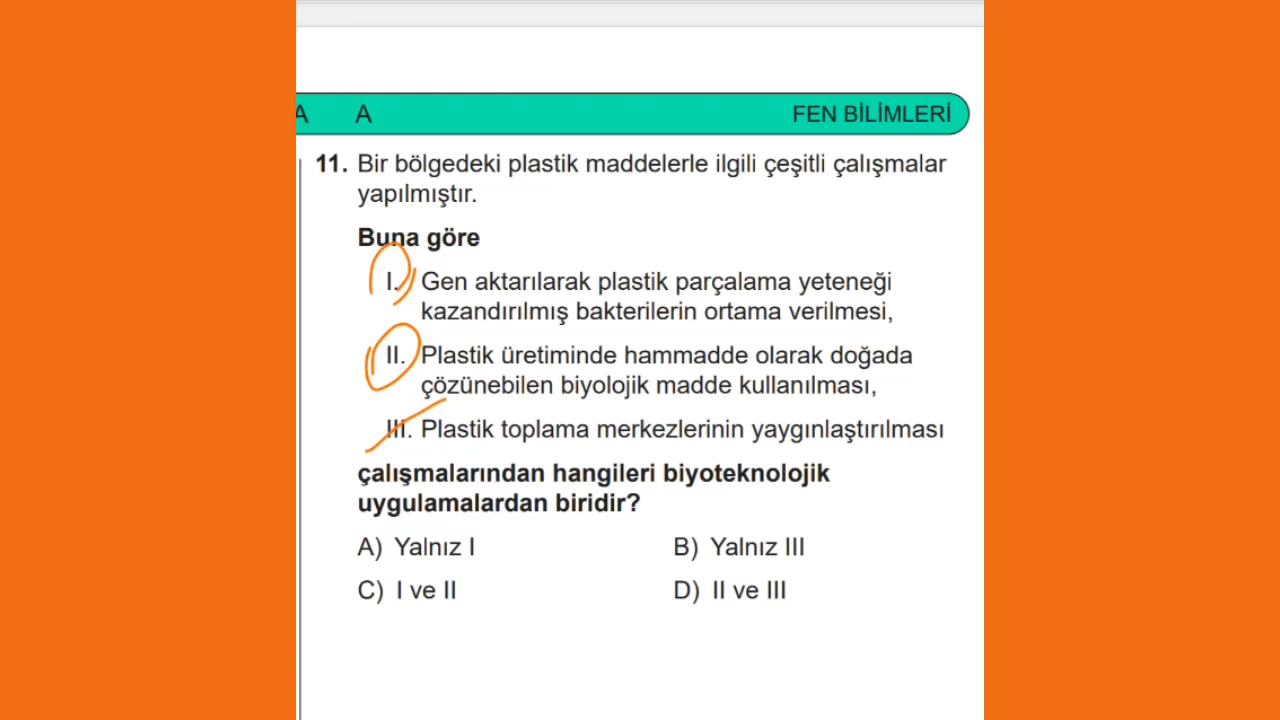 A A FEN BİLİMLERİ
11. Bir bölgedeki plastik maddelerle ilgili çeşitli çalışmalar
yapılmıştır.
Buna göre
I. Gen aktarılarak plastik parçalama yeteneği
kazandırılmış bakterilerin ortama verilmesi,
II. Plastik üretiminde hammadde olarak doğada
çözünebilen biyolojik madde kullanılması,
III. Plastik toplama merkezlerinin yaygınlaştırılması
çalışmalarından hangileri biyoteknolojik
uygulamalardan biridir?
A) Yalnız I B) Yalnız III
C) I ve II D) II ve III